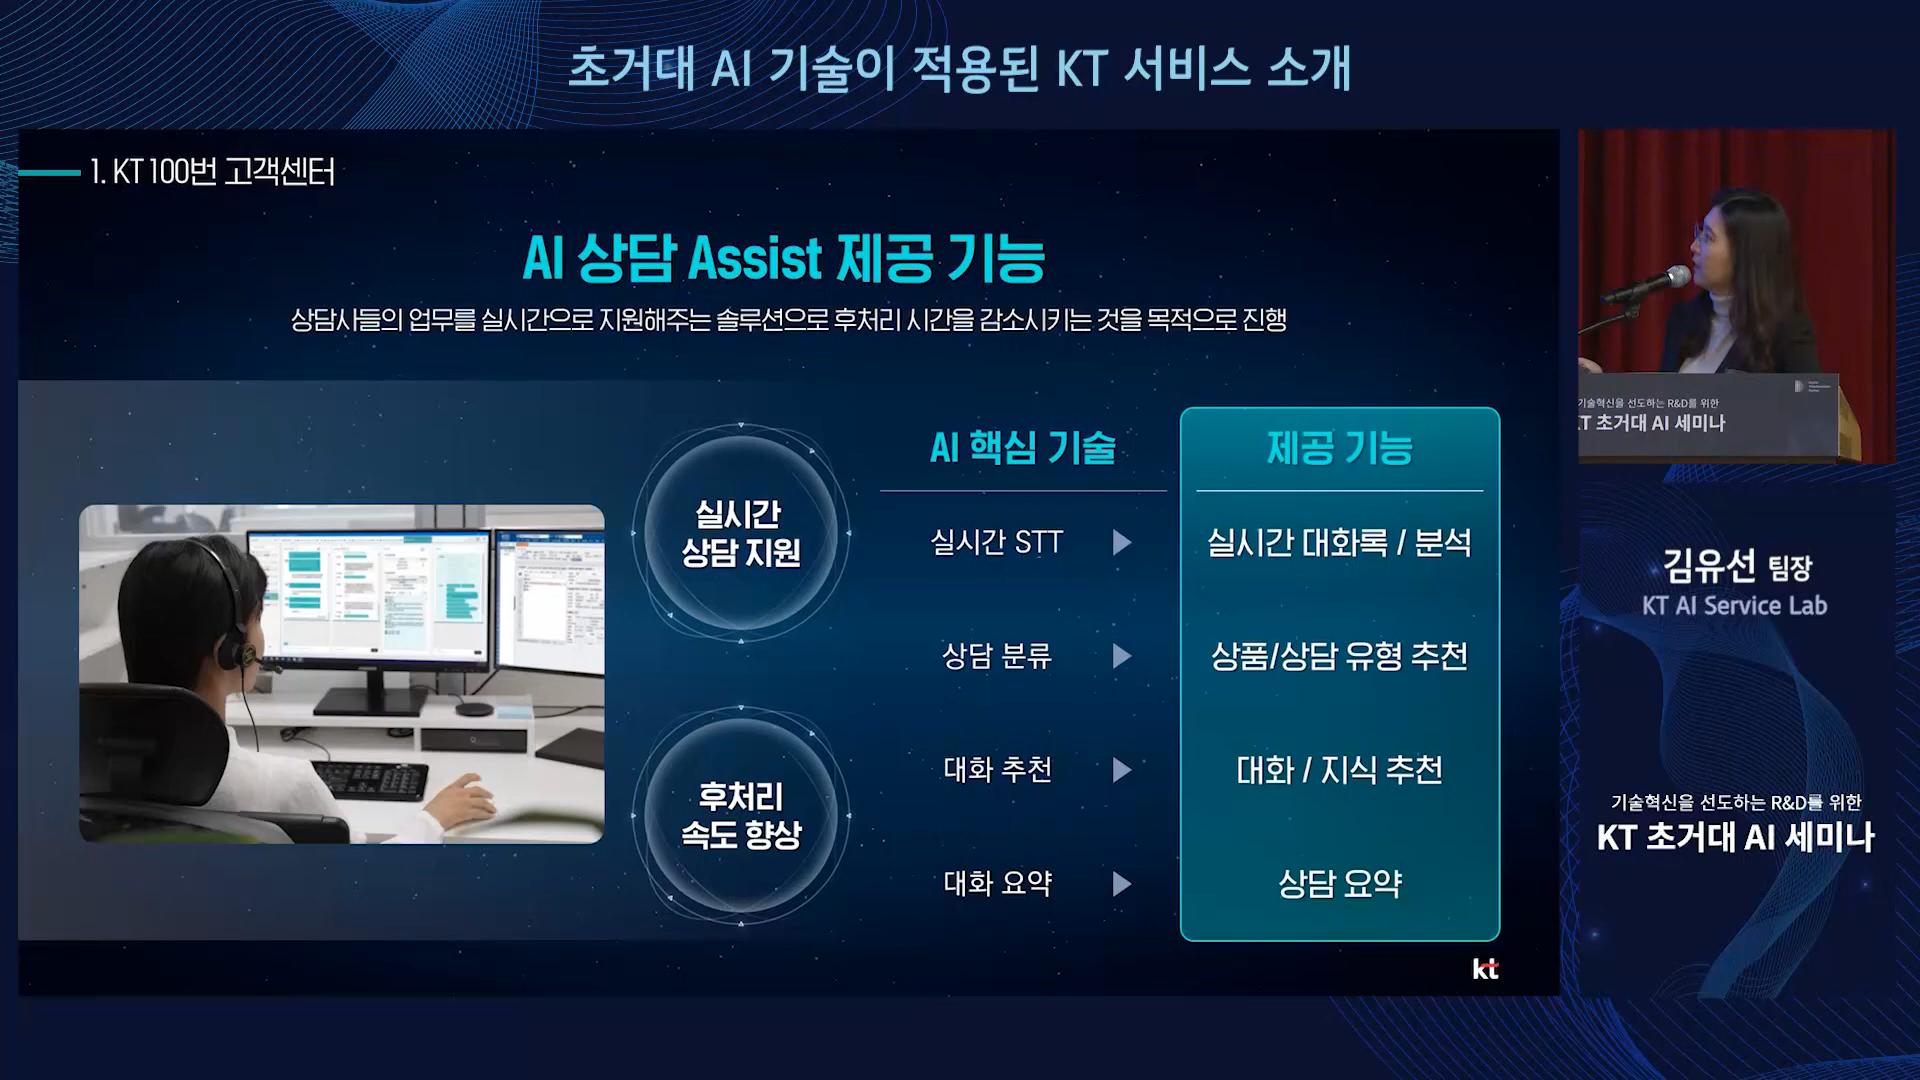 초거대 AI 기술이 적용된 KT 서비스 소개
1. KT 100번 고객센터
AI 상담 Assist 제공 기능
상담사들의 업무를 실시간으로 지원해주는 솔루션으로 후처리 시간을 감소시키는 것을 목적으로 진행
실시간
상담 지원
후처리
속도 향상
AI 핵심 기술
제공 기능
실시간 STT
실시간 대화록 / 분석
상담 분류
상품/상담 유형 추천
대화 추천
대화 / 지식 추천
대화 요약
상담 요약
kt
기술혁신을 선도하는 R&D를 위한
KT 초거대 AI 세미나
김유선 팀장
KT AI Service Lab
기술혁신을 선도하는 R&D를 위한
KT 초거대 AI 세미나